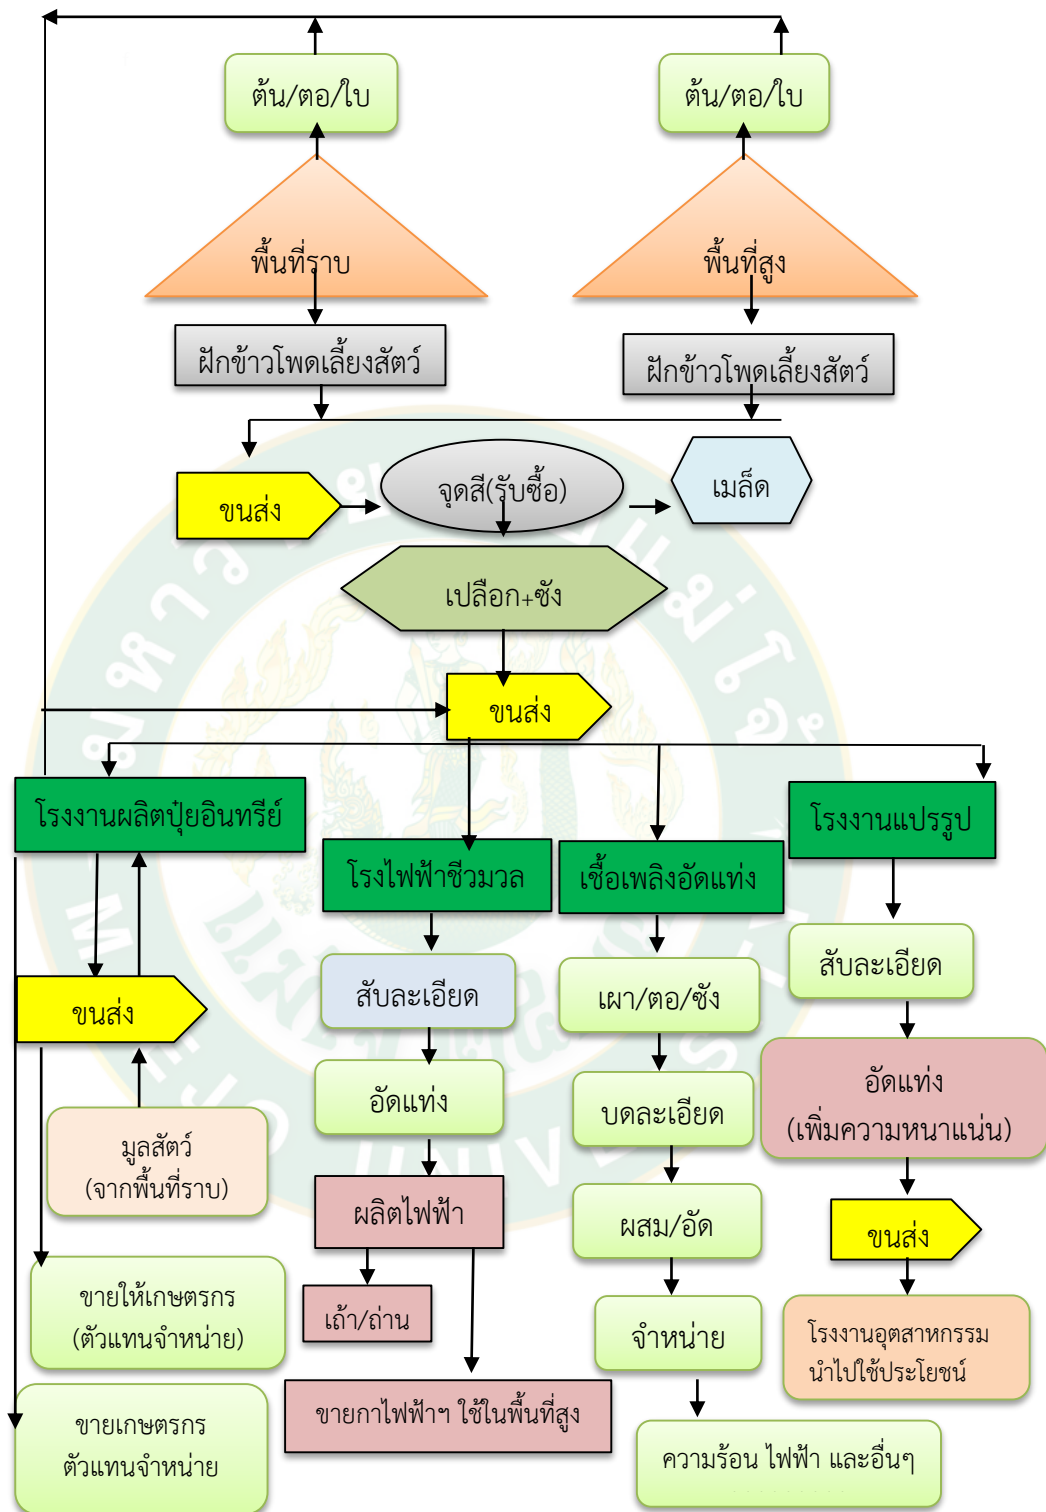 ต้น/ตอ/ใบ
ต้น/ตอ/ใบ
พื้นที่ราบ
พื้นที่สูง
ฝักข้าวโพดเลี้ยงสัตว์
ฝักข้าวโพดเลี้ยงสัตว์
ขนส่ง
จุดสี(รับซื้อ)
เมล็ด
เปลือก+ซัง
ขนส่ง
โรงงานผลิตปุ๋ยอินทรีย์
โรงไฟฟ้าชีวมวล
เชื้อเพลิงอัดแท่ง
โรงงานแปรรูป
ขนส่ง
สับละเอียด
เผา/ตอ/ซัง
สับละเอียด
มูลสัตว์
(จากพื้นที่ราบ)
อัดแท่ง
บดละเอียด
อัดแท่ง
(เพิ่มความหนาแน่น)
ผลิตไฟฟ้า
ผสม/อัด
ขนส่ง
ขายให้เกษตรกร
(ตัวแทนจำหน่าย)
เถ้า/ถ่าน
จำหน่าย
โรงงานอุตสาหกรรม
นำไปใช้ประโยชน์
ขายเกษตรกร
ตัวแทนจำหน่าย
ขายกาไฟฟ้าฯ ใช้ในพื้นที่สูง
ความร้อน ไฟฟ้า และอื่นๆ